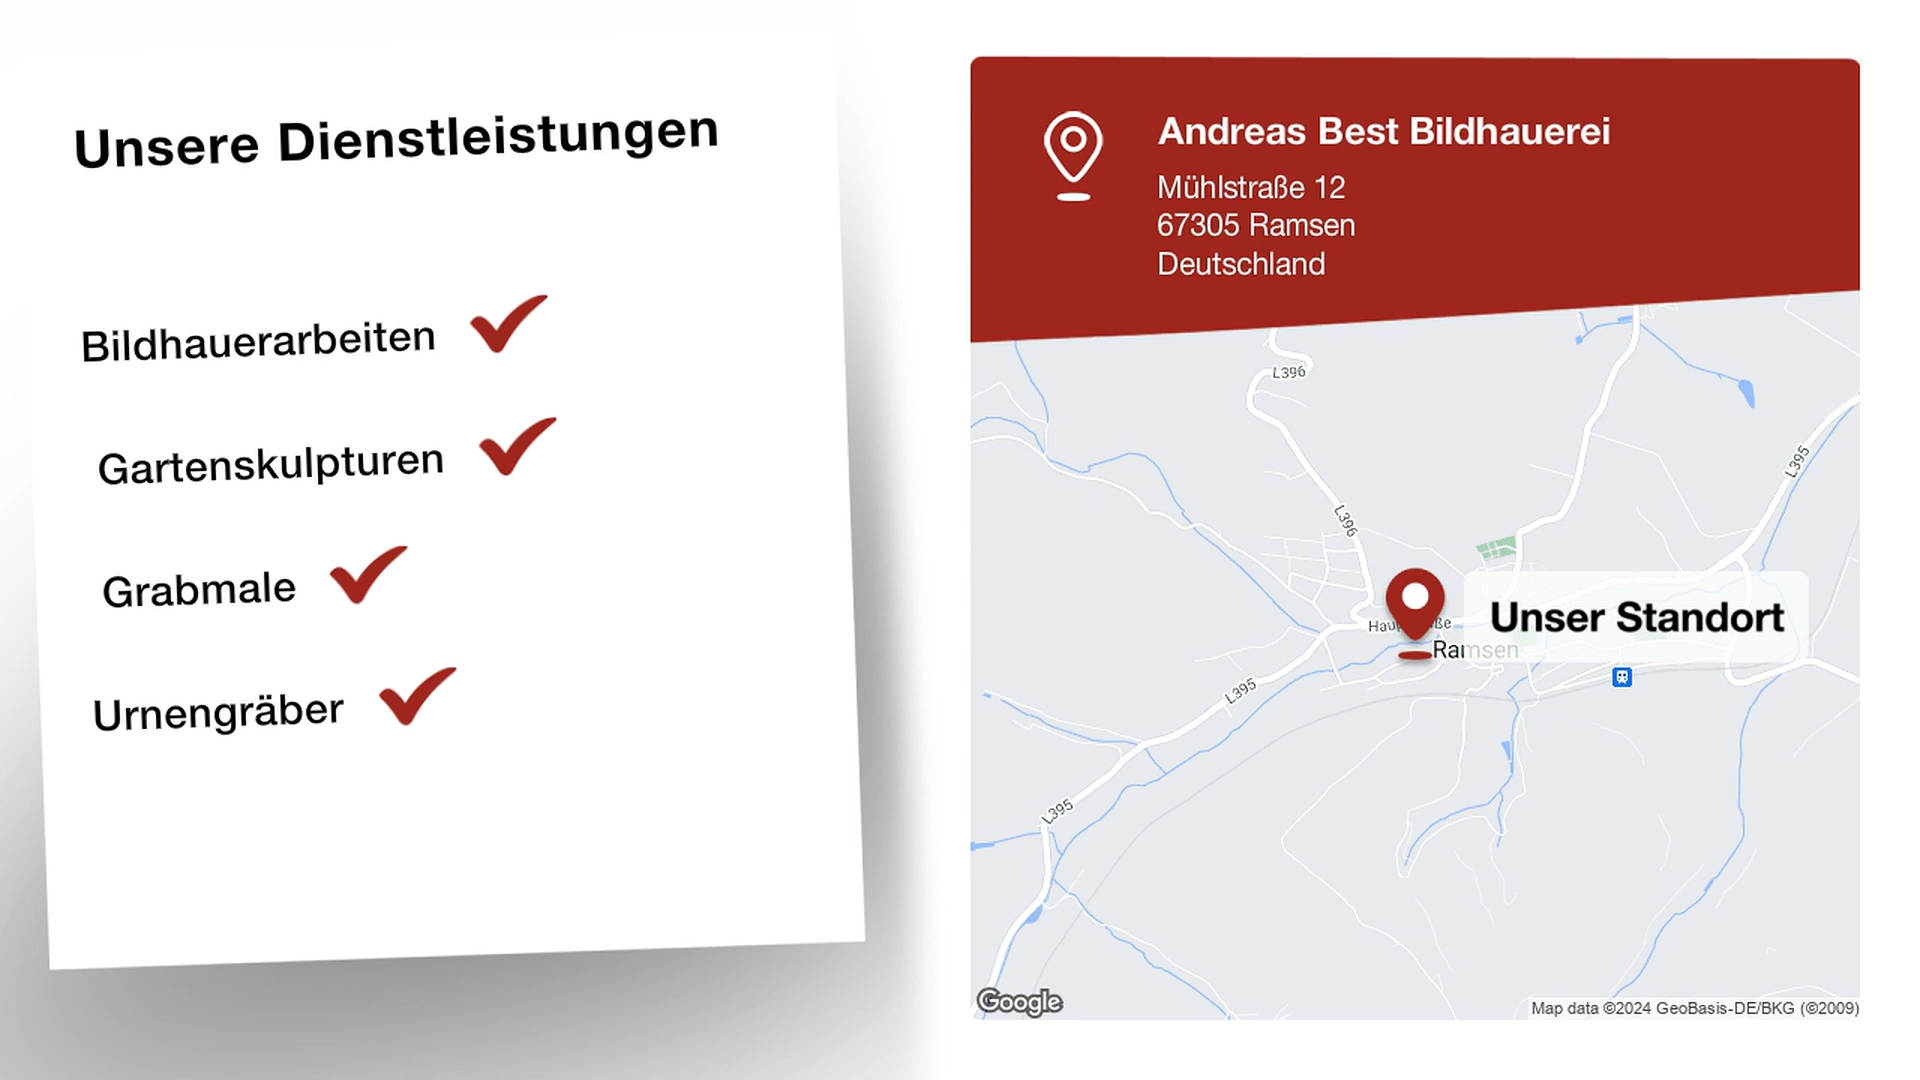 Unsere Dienstleistungen
Bildhauerarbeiten
Gartenskulpturen
Grabmale
Urnengräber
Andreas Best Bildhauerei
Mühlstraße 12
67305 Ramsen
Deutschland
L396
L395
L396
Unser Standort
Ramsen
L395
L395
Google
Map data ©2024 GeoBasis-DE/BKG (©2009)